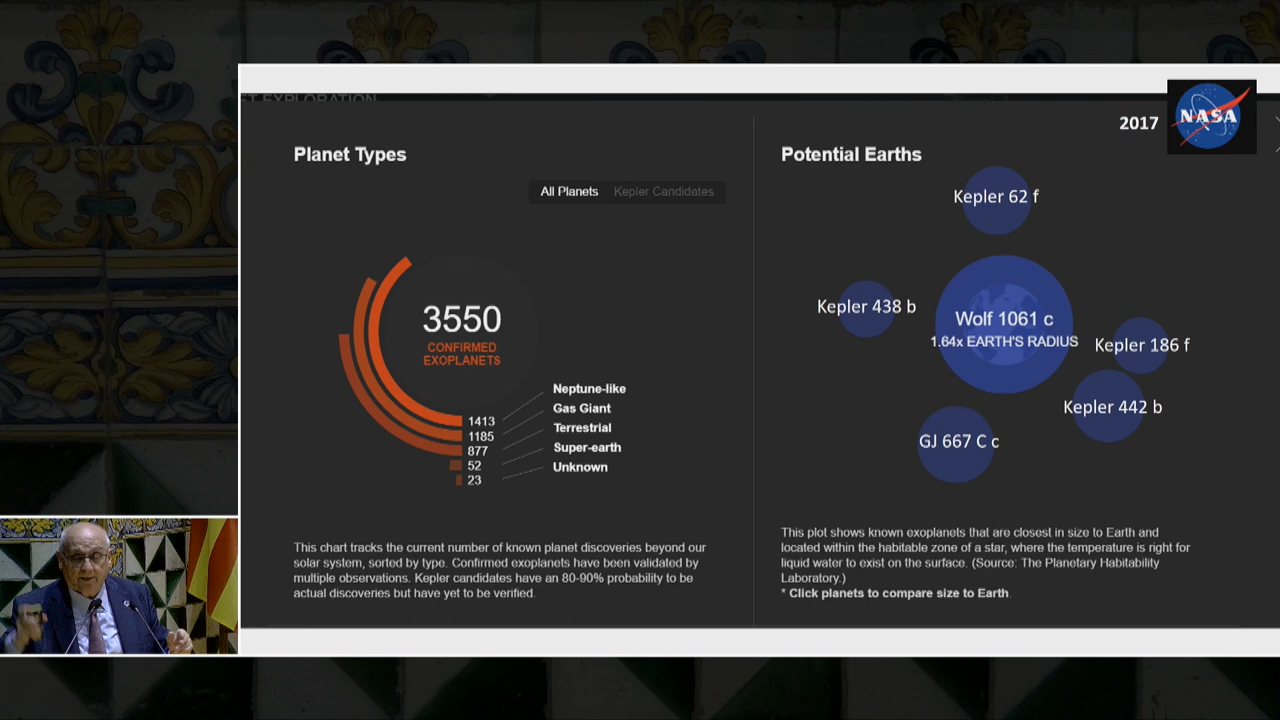 ET EXPLORATION
2017
NASA
Planet Types
All Planets Kepler Candidates
3550
CONFIRMED
EXOPLANETS
1413
1185
877
52
23
Neptune-like
Gas Giant
Terrestrial
Super-earth
Unknown
This chart tracks the current number of known planet discoveries beyond our
solar system, sorted by type. Confirmed exoplanets have been validated by
multiple observations. Kepler candidates have an 80-90% probability to be
actual discoveries but have yet to be verified.
Potential Earths
Kepler 62 f
Kepler 438 b
Wolf 1061 c
1.64x EARTH'S RADIUS
Kepler 186 f
Kepler 442 b
GJ 667 C c
This plot shows known exoplanets that are closest in size to Earth and
located within the habitable zone of a star, where the temperature is right for
liquid water to exist on the surface. (Source: The Planetary Habitability
Laboratory.)
* Click planets to compare size to Earth.